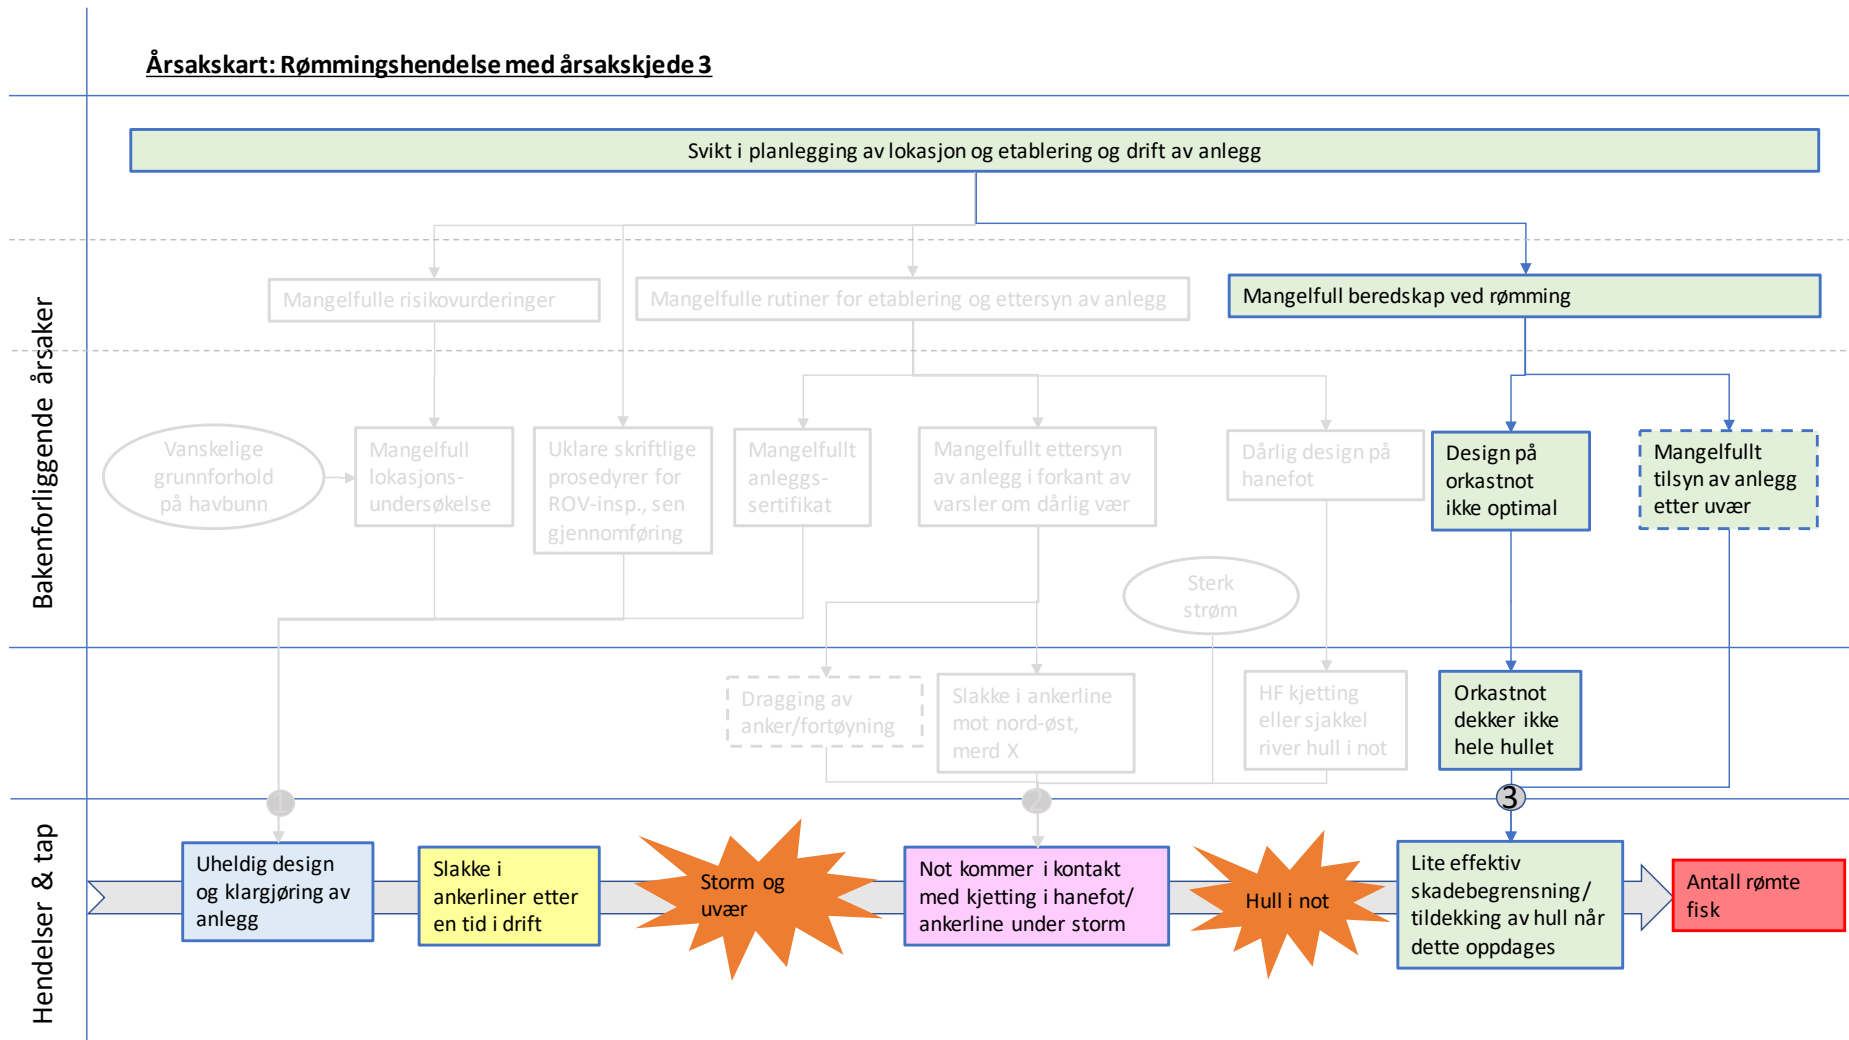 Årsakskart: Rømmingshendelse med årsakskjede 3
Svikt i planlegging av lokasjon og etablering og drift av anlegg
Bakenforliggende årsaker
Mangelfulle risikovurderinger
Mangelfulle rutiner for etablering og ettersyn av anlegg
Mangelfull beredskap ved rømming
Vanskelige
grunnforhold
på havbunn
Mangelfull
lokasjons-
undersøkelse
Uklare skriftlige
prosedyrer for
ROV-insp., sen
gjennomføring
Mangelfullt
anleggs-
sertifikat
Mangelfullt ettersyn
av anlegg i forkant av
varsler om dårlig vær
Dårlig design på
hanefot
Design på
orkastnot
ikke optimal
Mangelfullt
tilsyn av anlegg
etter uvær
Sterk
strøm
Dragging av
anker/fortøyning
Slakke i ankerline
mot nord-øst,
merd X
HF kjetting
eller sjakkel
river hull i not
Orkastnot
dekker ikke
hele hullet
1
2
3
Hendelser & tap
Uheldig design
og klargjøring av
anlegg
Slakke i
ankerliner etter
en tid i drift
Storm og
uvær
Not kommer i kontakt
med kjetting i hanefot/
ankerline under storm
Hull i not
Lite effektiv
skadebegrensning/
tildekking av hull når
dette oppdages
Antall rømte
fisk